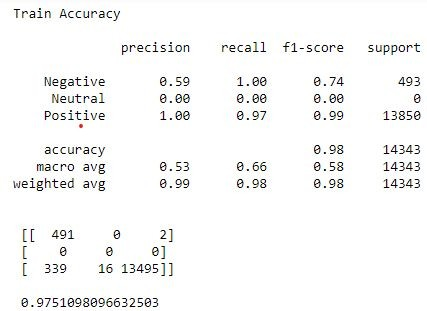 Train Accuracy
precision recall f1-score support
Negative 0.59 1.00 0.74 493
Neutral 0.00 0.00 0.00 0
Positive 1.00 0.97 0.99 13850
accuracy 0.98 14343
macro avg 0.53 0.66 0.58 14343
weighted avg 0.99 0.98 0.98 14343
[[ 491 0 2]
[ 0 0 0]
[ 339 16 13495]]
0.9751098096632503